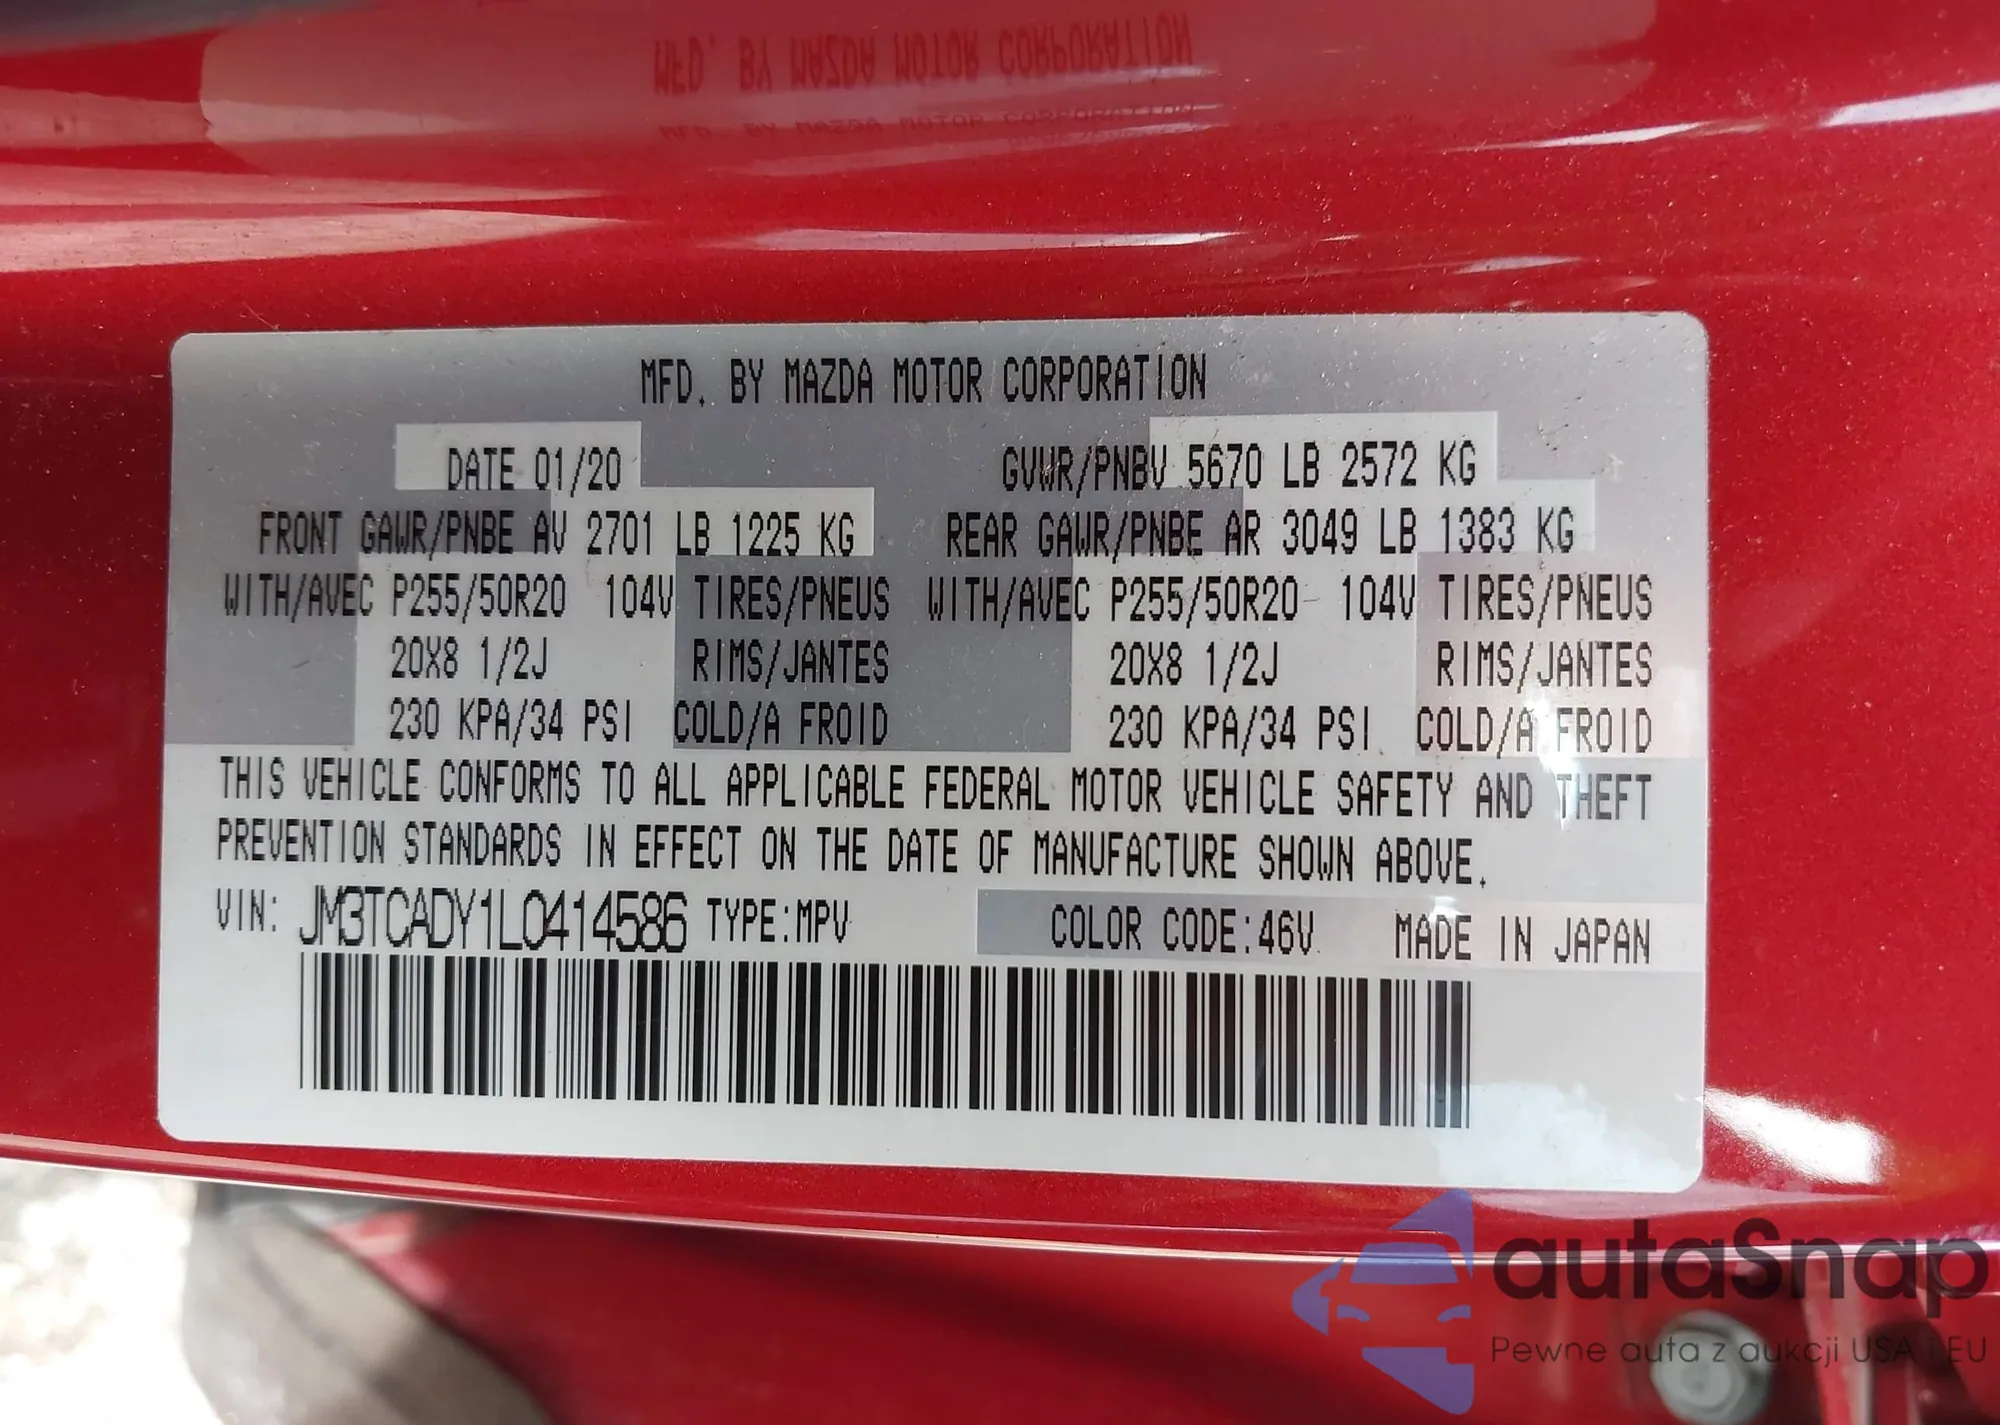 MFD. BY MAZDA MOTOR CORPORATION
DATE 01/20 GVWR/PNBV 5670 LB 2572 KG
FRONT GAWR/PNBE AV 2701 LB 1225 KG REAR GAWR/PNBE AR 3049 LB 1383 KG
WITH/AVEC P255/50R20 104V TIRES/PNEUS WITH/AVEC P255/50R20 104V TIRES/PNEUS
20X8 1/2J RIMS/JANTES 20X8 1/2J RIMS/JANTES
230 KPA/34 PSI COLD/A FROID 230 KPA/34 PSI COLD/A FROID
THIS VEHICLE CONFORMS TO ALL APPLICABLE FEDERAL MOTOR VEHICLE SAFETY AND THEFT
PREVENTION STANDARDS IN EFFECT ON THE DATE OF MANUFACTURE SHOWN ABOVE.
VIN: JM3TCADY1L0414586 TYPE:MPV COLOR CODE:46V MADE IN JAPAN
autaSnap
Pewne auta z aukcji USA i EU